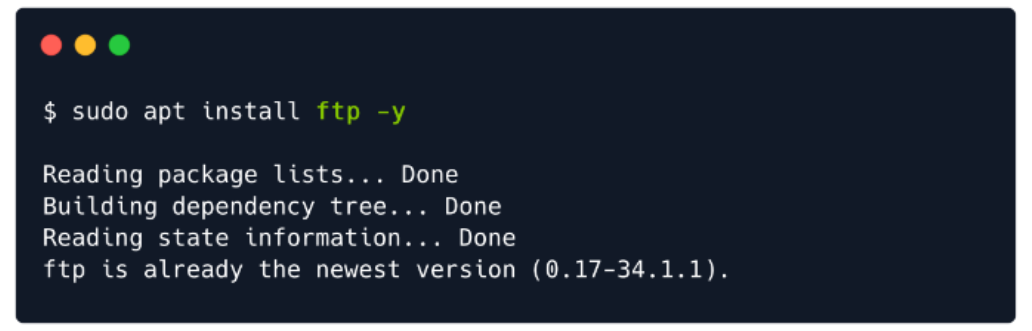 $ sudo apt install ftp -y
Reading package lists... Done
Building dependency tree... Done
Reading state information... Done
ftp is already the newest version (0.17-34.1.1).